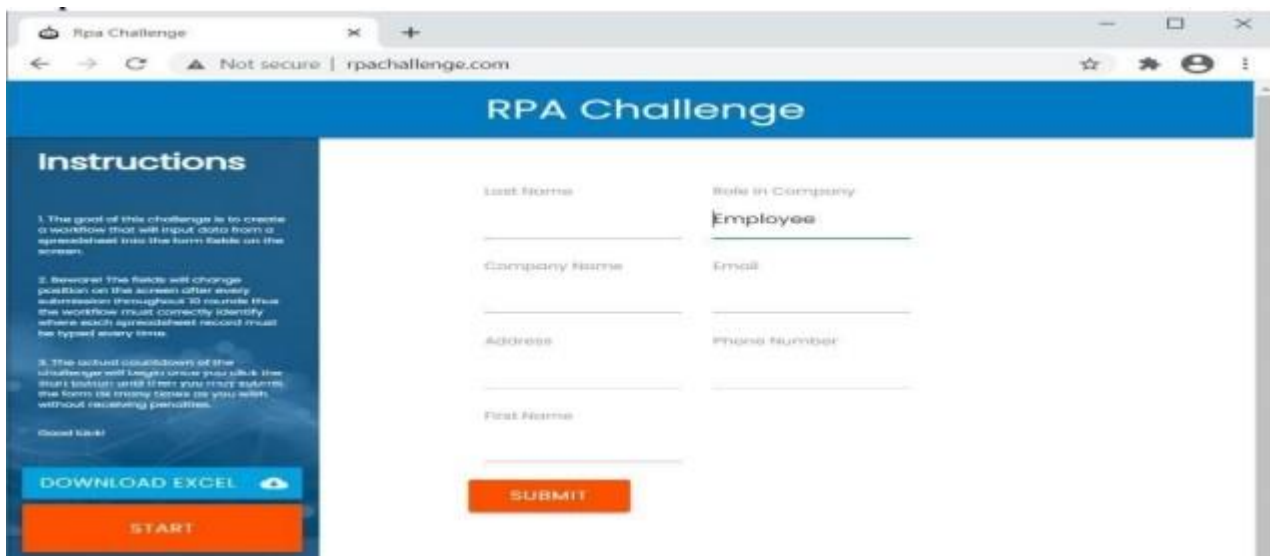 Rpa Challenge
Not secure | rpachallenge.com
RPA Challenge
Instructions
1. The goal of this challenge is to create
a workflow that will input data from a
spreadsheet into the form fields on the
screen.
2. Beware! The fields will change
position on the screen after every
submission throughout 10 rounds thus
the workflow must correctly identify
where each spreadsheet record must
be typed every time.
3. The actual countdown of the
challenge will begin once you click the
Start button until then you may submit
the form as many times as you wish
without receiving penalties.
Good luck!
DOWNLOAD EXCEL
START
Last Name
Role in Company
Employee
Company Name
Email
Address
Phone Number
First Name
SUBMIT